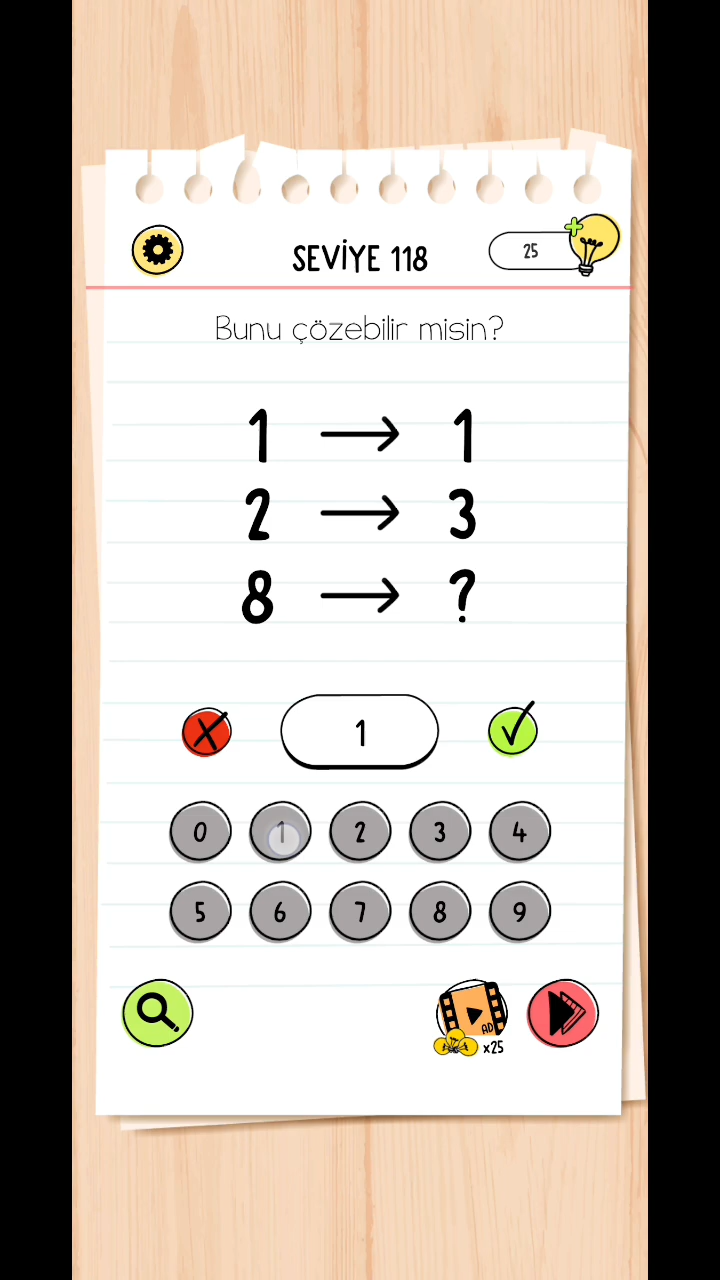 SEVİYE 118
25
Bunu çözebilir misin?
1 → 1
2 → 3
8 → ?
1
0 1 2 3 4
5 6 7 8 9
AD
x25